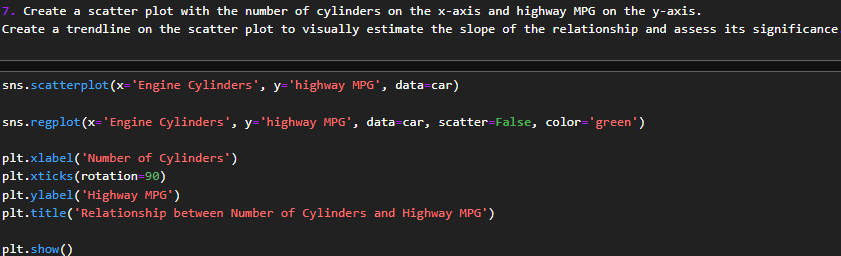 7. Create a scatter plot with the number of cylinders on the x-axis and highway MPG on the y-axis.
Create a trendline on the scatter plot to visually estimate the slope of the relationship and assess its significance
sns.scatterplot(x='Engine Cylinders', y='highway MPG', data=car)
sns.regplot(x='Engine Cylinders', y='highway MPG', data=car, scatter=False, color='green')
plt.xlabel('Number of Cylinders')
plt.xticks(rotation=90)
plt.ylabel('Highway MPG')
plt.title('Relationship between Number of Cylinders and Highway MPG')
plt.show()